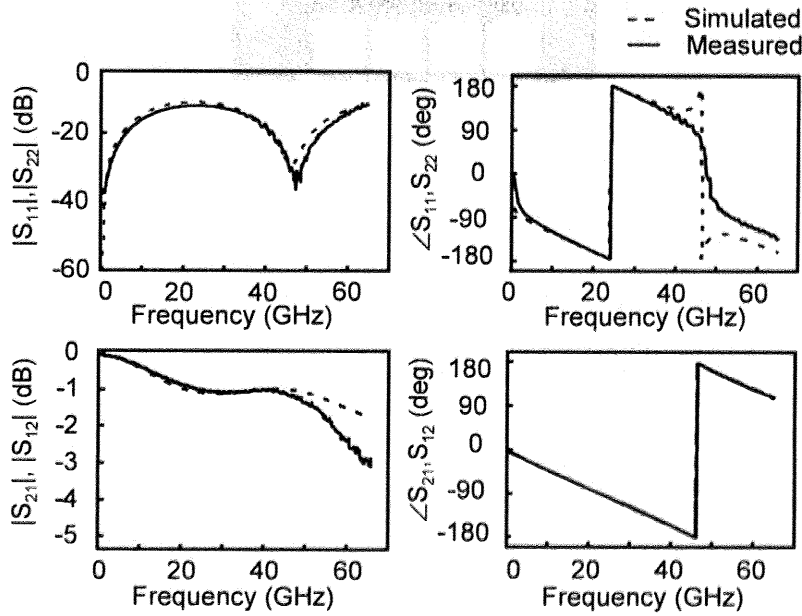 Simulated
Measured
0
-20
-40
-60
|S11|,|S22| (dB)
0 20 40 60
Frequency (GHz)
180
90
0
-90
-180
∠S11,S22 (deg)
0 20 40 60
Frequency (GHz)
0
-1
-2
-3
-4
-5
|S21|, |S12| (dB)
0 20 40 60
Frequency (GHz)
180
90
0
-90
-180
∠S21,S12 (deg)
0 20 40 60
Frequency (GHz)